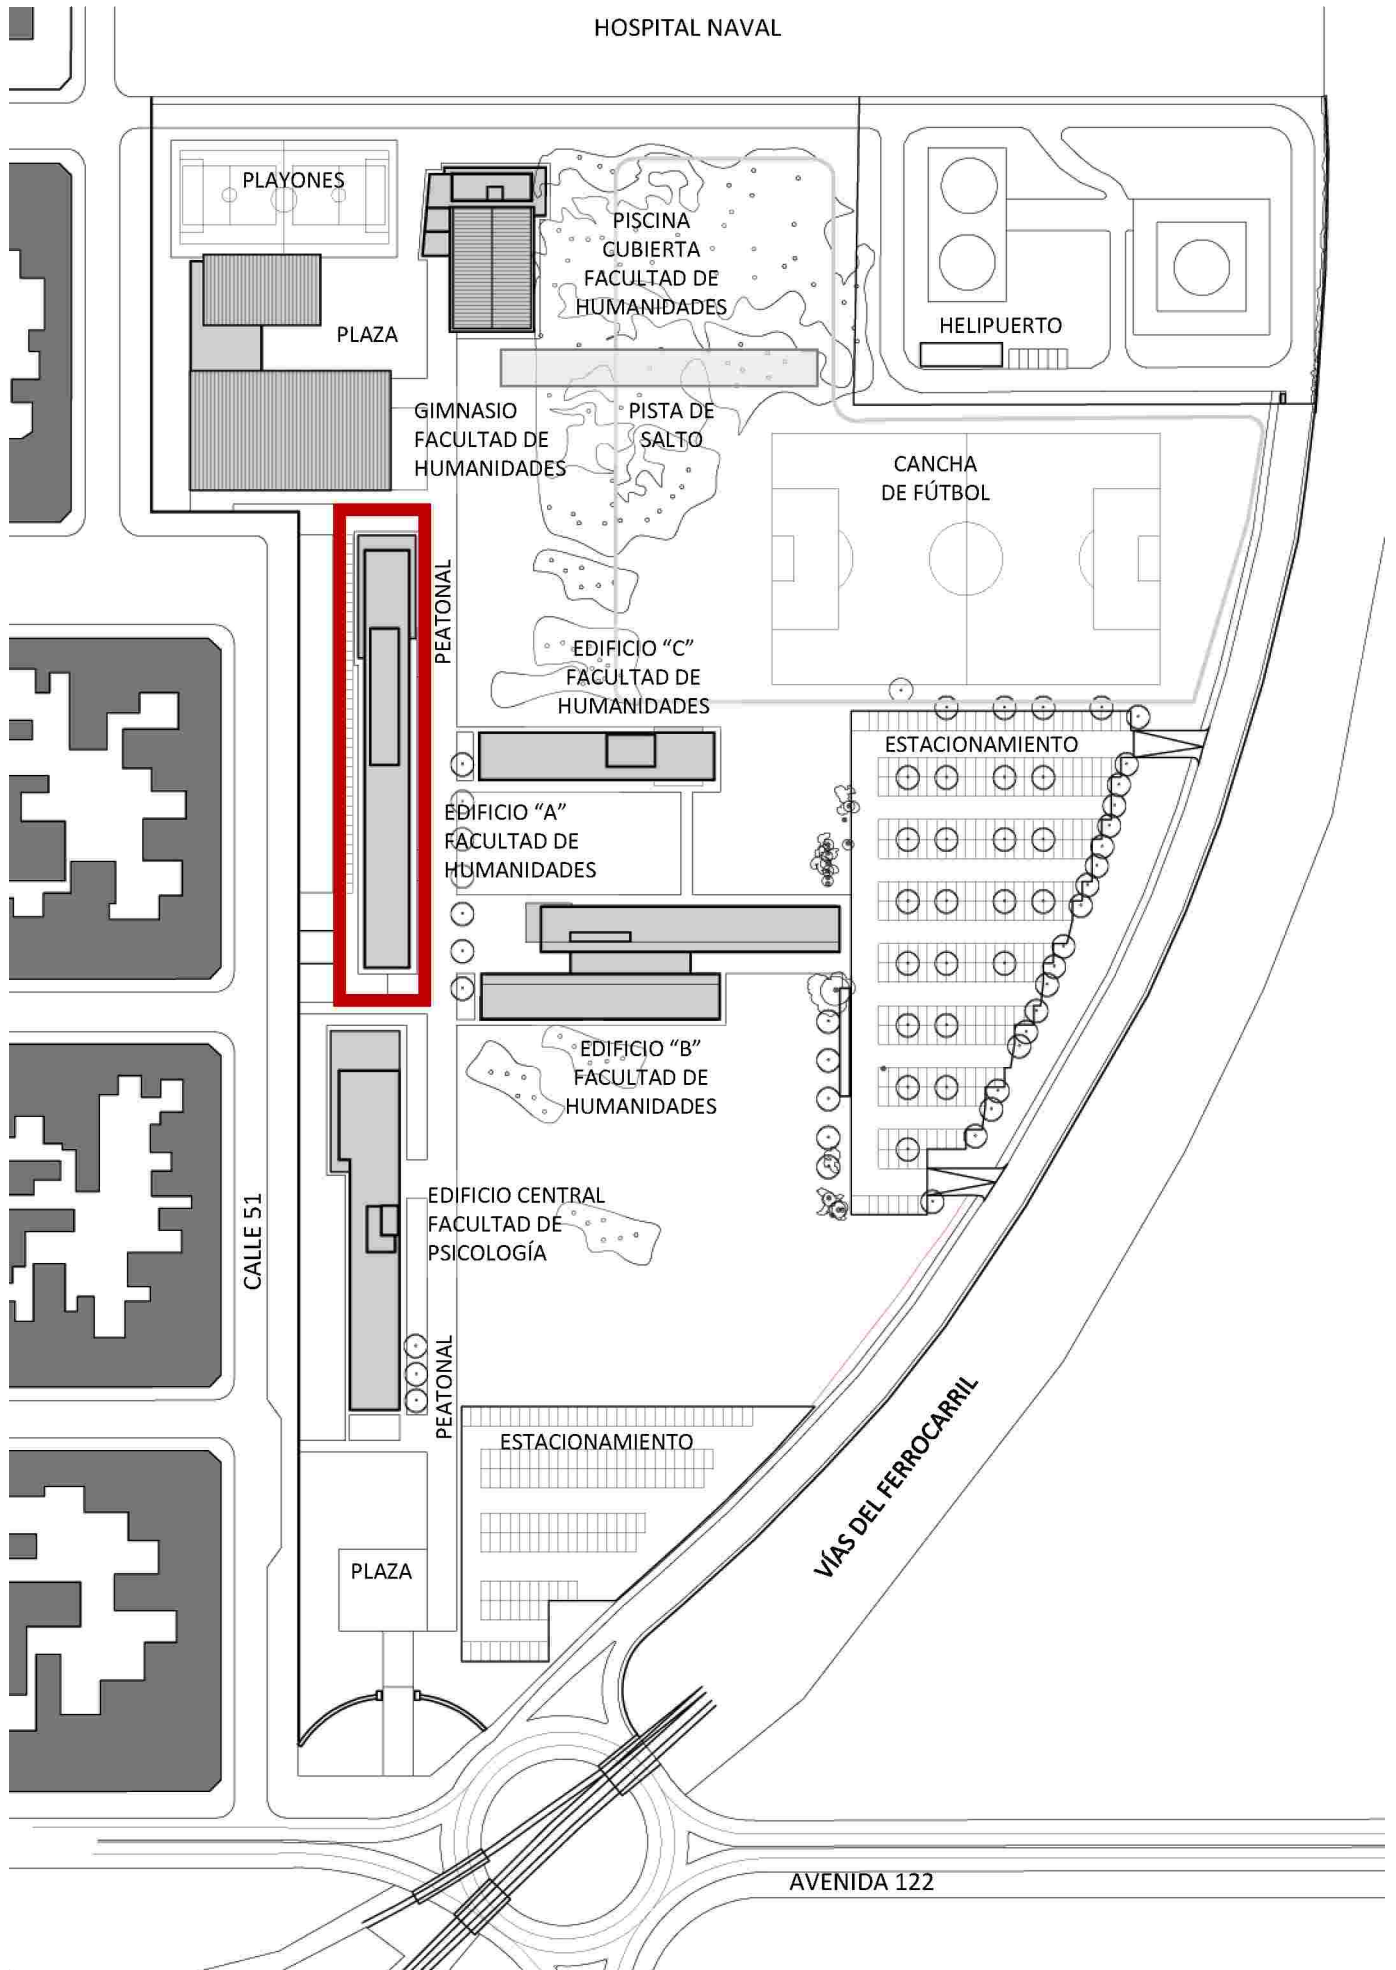 HOSPITAL NAVAL
PLAYONES
PISCINA
CUBIERTA
FACULTAD DE
HUMANIDADES
PLAZA
HELIPUERTO
GIMNASIO
FACULTAD DE
HUMANIDADES
PISTA DE
SALTO
CANCHA
DE FÚTBOL
PEATONAL
EDIFICIO “C”
FACULTAD DE
HUMANIDADES
ESTACIONAMIENTO
EDIFICIO “A”
FACULTAD DE
HUMANIDADES
EDIFICIO “B”
FACULTAD DE
HUMANIDADES
CALLE 51
EDIFICIO CENTRAL
FACULTAD DE
PSICOLOGÍA
PEATONAL
ESTACIONAMIENTO
VÍAS DEL FERROCARRIL
PLAZA
AVENIDA 122